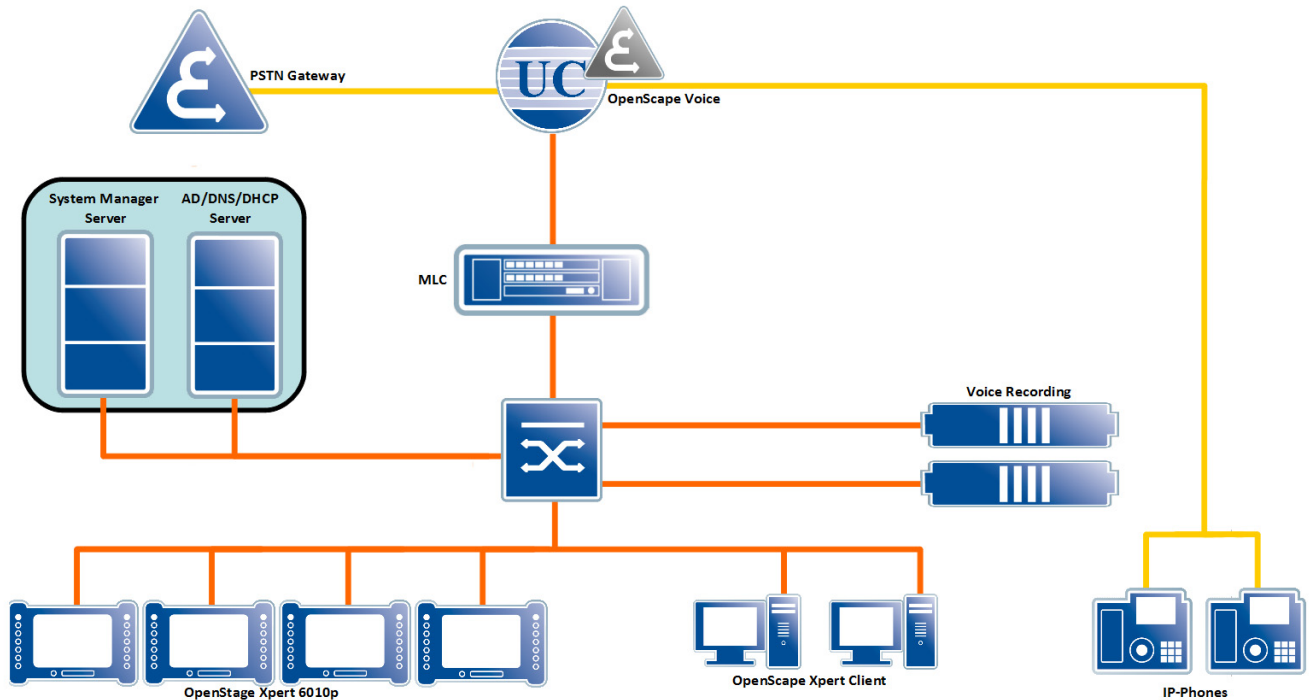 PSTN Gateway
UC
OpenScape Voice
System Manager
Server
AD/DNS/DHCP
Server
MLC
Voice Recording
OpenStage Xpert 6010p
OpenScape Xpert Client
IP-Phones